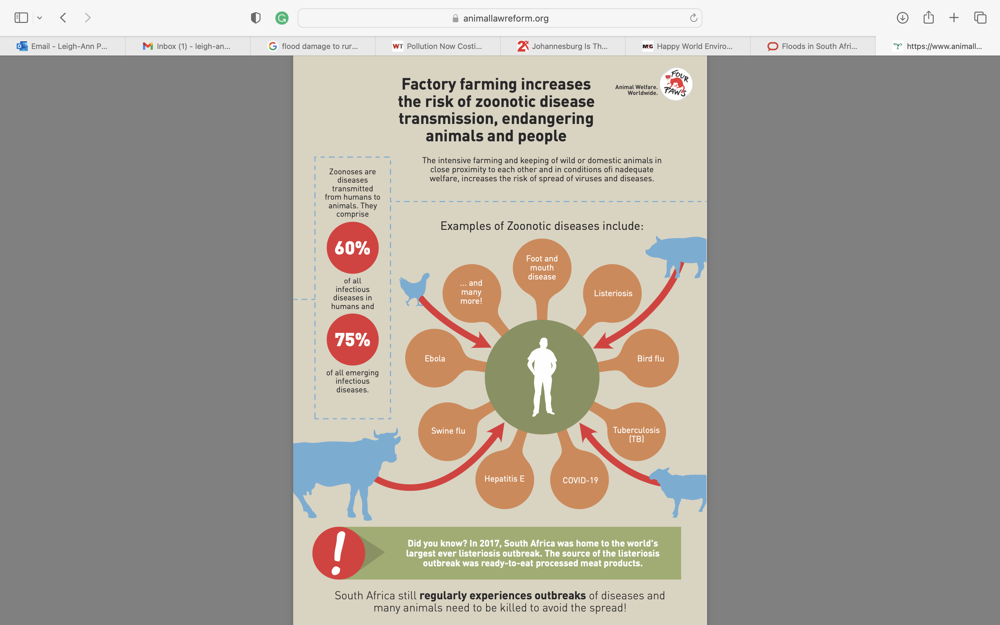 animallawreform.org
Email - Leigh-Ann P...
Inbox (1) - leigh-an...
flood damage to rur...
WT Pollution Now Costi...
Johannesburg Is Th...
M&G Happy World Enviro...
Floods in South Afri...
https://www.animall...
Factory farming increases
the risk of zoonotic disease
transmission, endangering
animals and people
Animal Welfare.
Worldwide.
FOUR
PAWS
The intensive farming and keeping of wild or domestic animals in
close proximity to each other and in conditions ofi nadequate
welfare, increases the risk of spread of viruses and diseases.
Zoonoses are
diseases
transmitted
from humans to
animals. They
comprise
60%
of all
infectious
diseases in
humans and
75%
of all emerging
infectious
diseases.
Examples of Zoonotic diseases include:
Foot and
mouth
disease
... and
many
more!
Listeriosis
Ebola
Bird flu
Swine flu
Tuberculosis
(TB)
Hepatitis E
COVID-19
!
Did you know? In 2017, South Africa was home to the world's
largest ever listeriosis outbreak. The source of the listeriosis
outbreak was ready-to-eat processed meat products.
South Africa still regularly experiences outbreaks of diseases and
many animals need to be killed to avoid the spread!